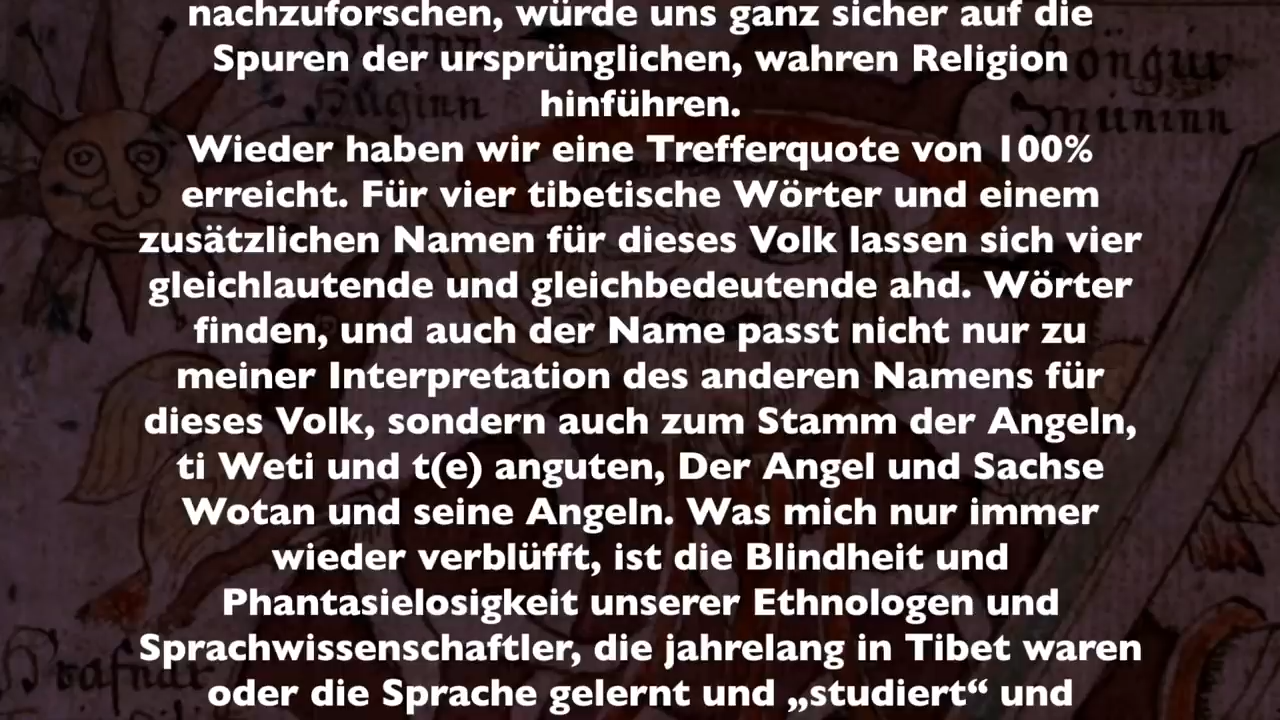 nachzuforschen, würde uns ganz sicher auf die
Spuren der ursprünglichen, wahren Religion
hinführen.
Wieder haben wir eine Trefferquote von 100%
erreicht. Für vier tibetische Wörter und einem
zusätzlichen Namen für dieses Volk lassen sich vier
gleichlautende und gleichbedeutende ahd. Wörter
finden, und auch der Name passt nicht nur zu
meiner Interpretation des anderen Namens für
dieses Volk, sondern auch zum Stamm der Angeln,
ti Weti und t(e) anguten, Der Angel und Sachse
Wotan und seine Angeln. Was mich nur immer
wieder verblüfft, ist die Blindheit und
Phantasielosigkeit unserer Ethnologen und
Sprachwissenschaftler, die jahrelang in Tibet waren
oder die Sprache gelernt und „studiert“ und